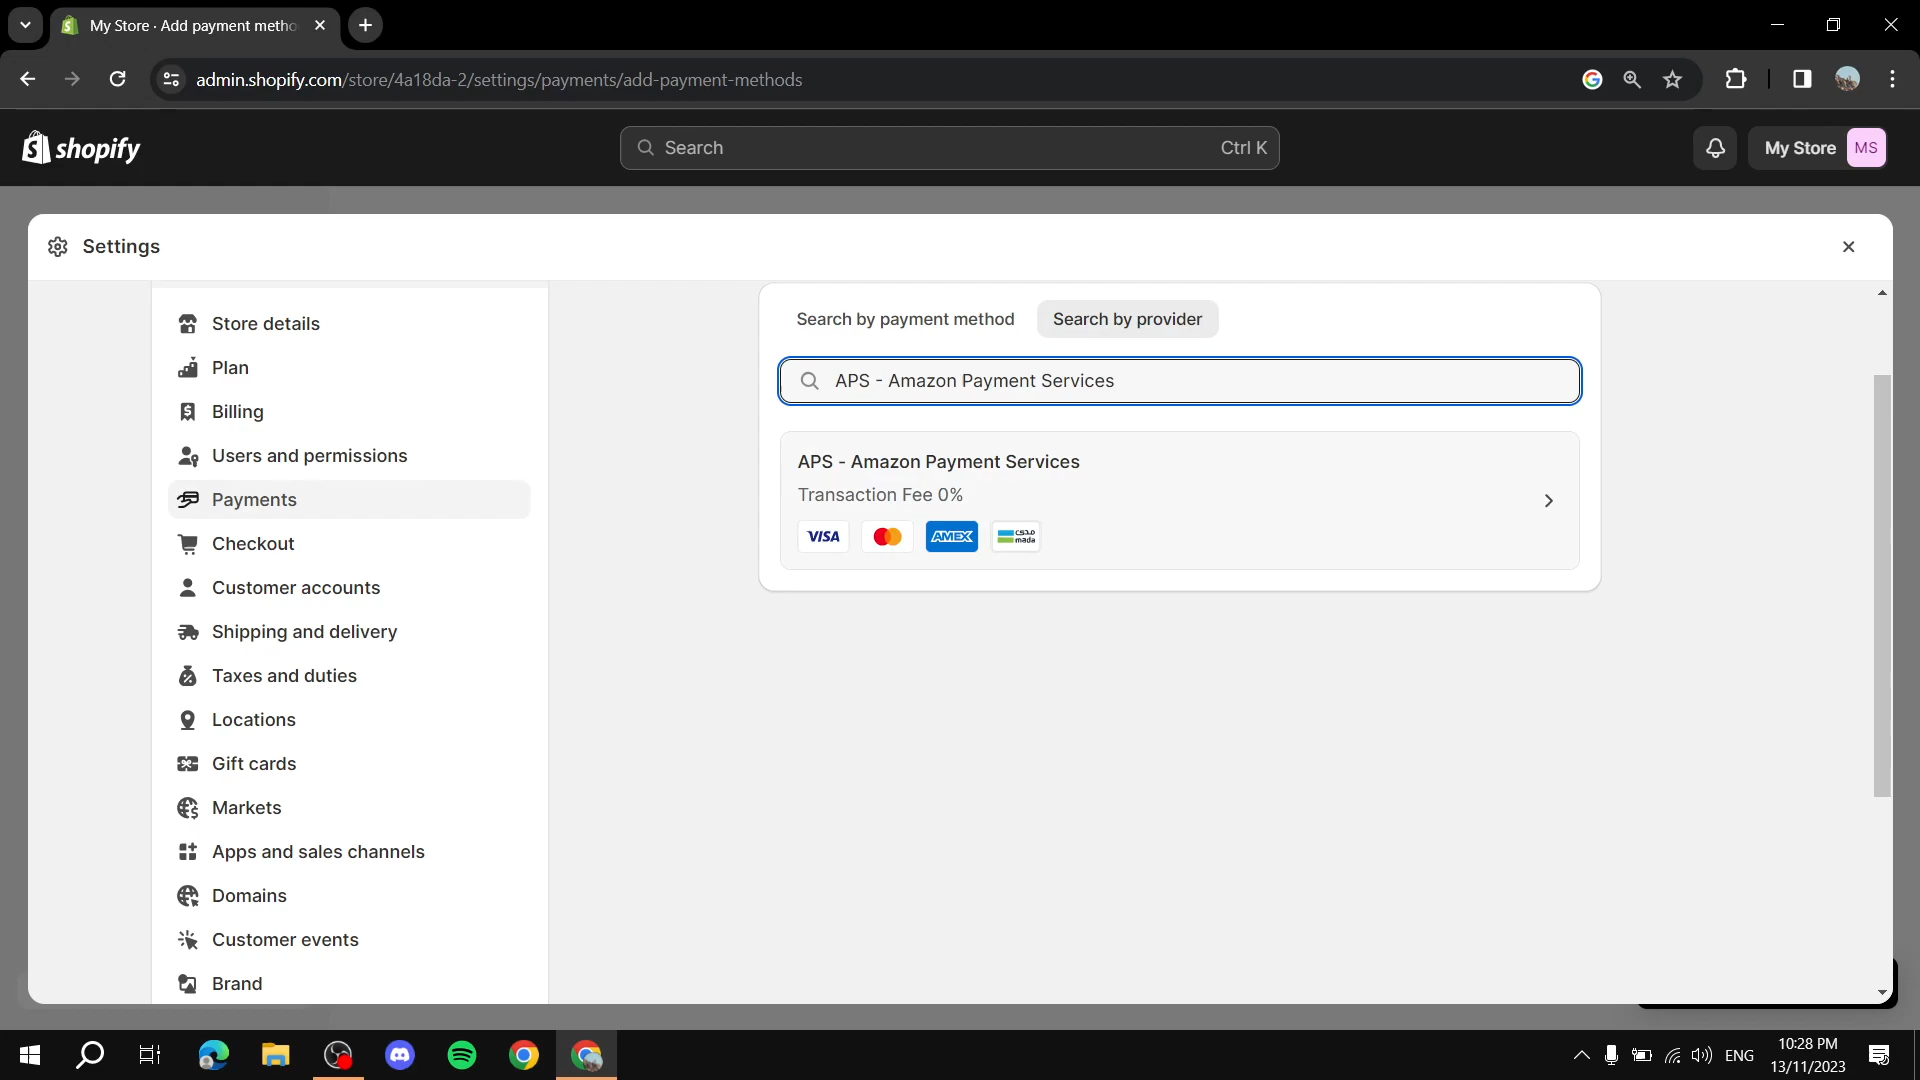 My Store · Add payment metho
admin.shopify.com/store/4a18da-2/settings/payments/add-payment-methods
shopify
Search
Ctrl K
My Store
MS
Settings
Store details
Plan
Billing
Users and permissions
Payments
Checkout
Customer accounts
Shipping and delivery
Taxes and duties
Locations
Gift cards
Markets
Apps and sales channels
Domains
Customer events
Brand
Search by payment method
Search by provider
APS - Amazon Payment Services
APS - Amazon Payment Services
Transaction Fee 0%
VISA
AMEX
مدى
mada
ENG
10:28 PM
13/11/2023